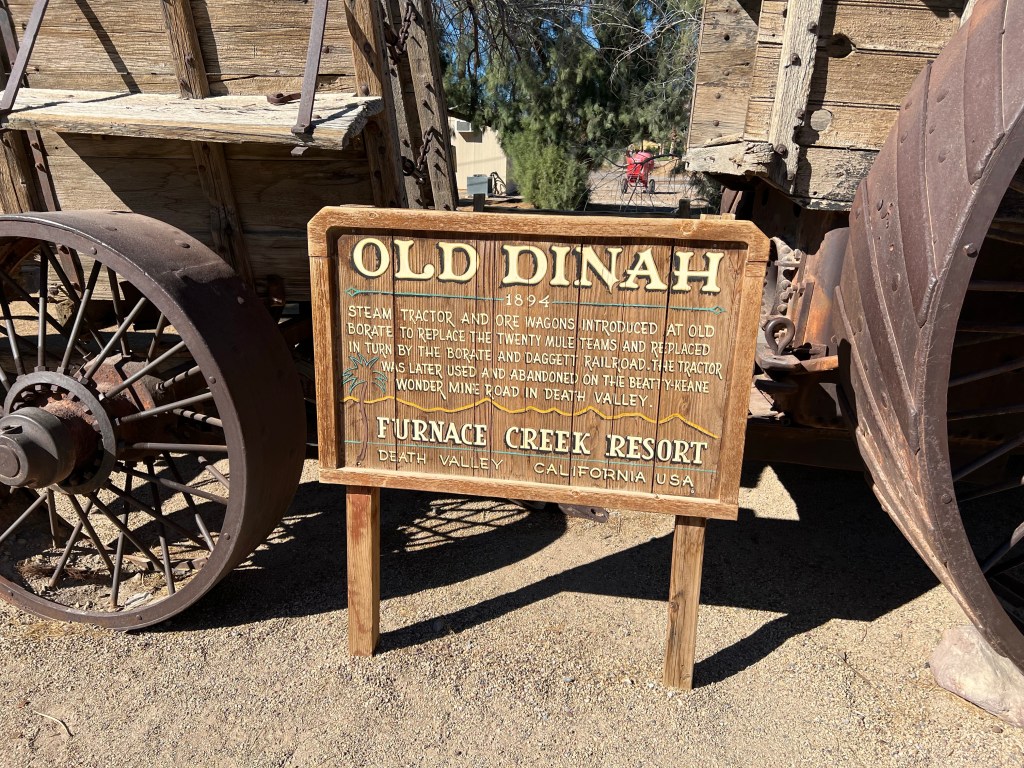 OLD DINAH
1894
STEAM TRACTOR AND ORE WAGONS INTRODUCED AT OLD
BORATE TO REPLACE THE TWENTY MULE TEAMS AND REPLACED
IN TURN BY THE BORATE AND DAGGETT RAILROAD. THE TRACTOR
WAS LATER USED AND ABANDONED ON THE BEATTY-KEANE
WONDER MINE ROAD IN DEATH VALLEY.
FURNACE CREEK RESORT
DEATH VALLEY CALIFORNIA USA